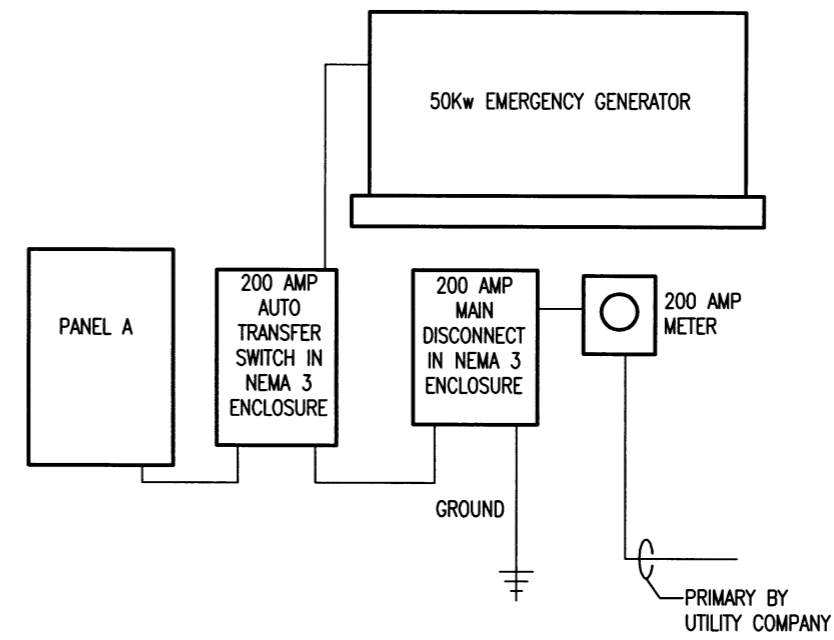 50Kw EMERGENCY GENERATOR
PANEL A
200 AMP
AUTO
TRANSFER
SWITCH IN
NEMA 3
ENCLOSURE
200 AMP
MAIN
DISCONNECT
IN NEMA 3
ENCLOSURE
200 AMP
METER
GROUND
PRIMARY BY
UTILITY COMPANY